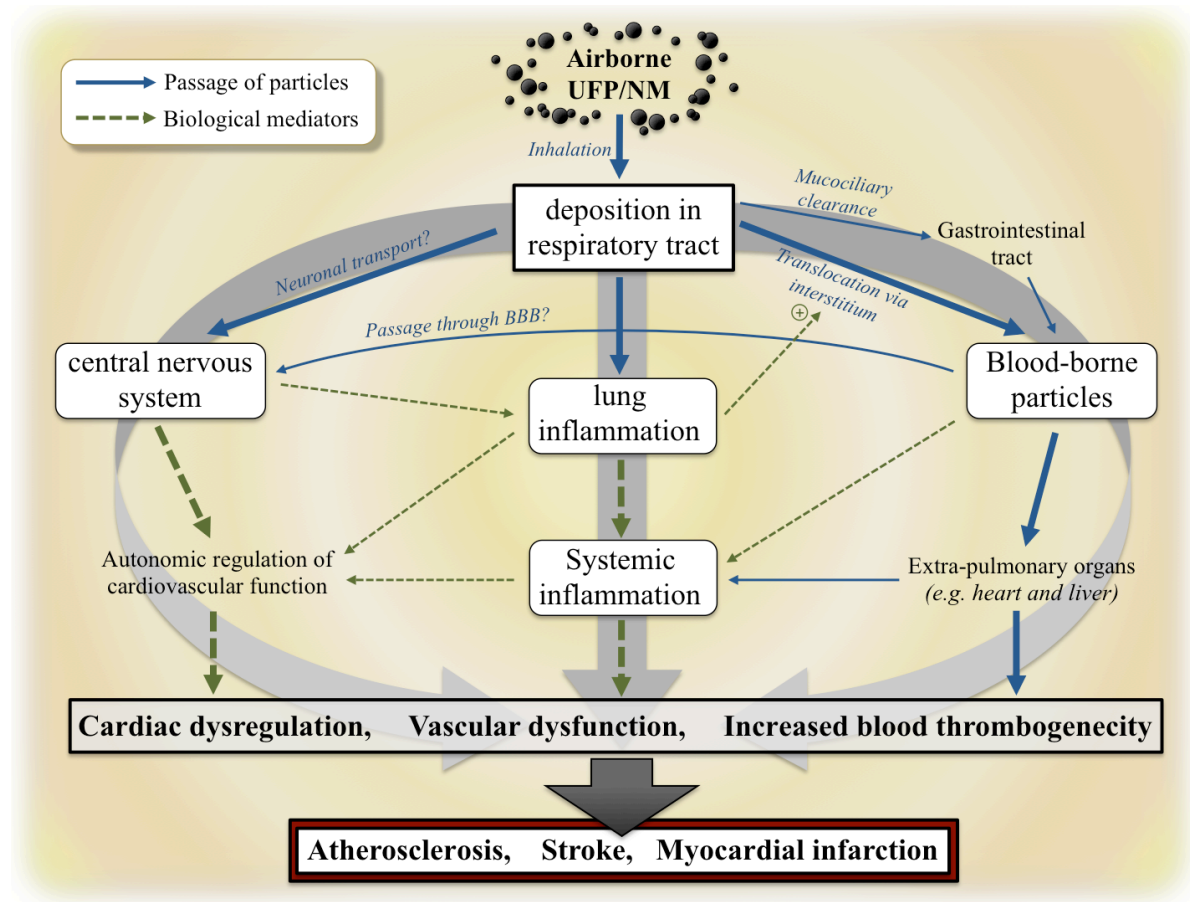 Airborne
UFP/NM
Passage of particles
Biological mediators
Inhalation
Mucociliary
clearance
deposition in
respiratory tract
Gastrointestinal
tract
Neuronal transport?
Translocation via
interstitium
Passage through BBB?
+
central nervous
system
Blood-borne
particles
lung
inflammation
Autonomic regulation of
cardiovascular function
Systemic
inflammation
Extra-pulmonary organs
(e.g. heart and liver)
Cardiac dysregulation, Vascular dysfunction, Increased blood thrombogenecity
Atherosclerosis, Stroke, Myocardial infarction